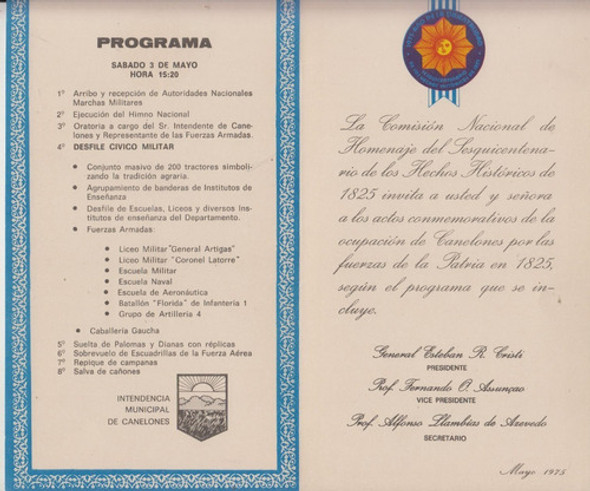 PROGRAMA
SABADO 3 DE MAYO
HORA 15:20
1º Arribo y recepción de Autoridades Nacionales
Marchas Militares
2º Ejecución del Himno Nacional
3º Oratoria a cargo del Sr. Intendente de Cane-
lones y Representante de las Fuerzas Armadas.
4º DESFILE CIVICO MILITAR
• Conjunto masivo de 200 tractores simboli-
zando la tradición agraria.
• Agrupamiento de banderas de Institutos de
Enseñanza
• Desfile de Escuelas, Liceos y diversos Ins-
titutos de enseñanza del Departamento.
• Fuerzas Armadas:
• Liceo Militar "General Artigas"
• Liceo Militar "Coronel Latorre"
• Escuela Militar
• Escuela Naval
• Escuela de Aeronáutica
• Batallón "Florida" de Infantería 1
• Grupo de Artillería 4
• Caballería Gaucha
5º Suelta de Palomas y Dianas con réplicas
6º Sobrevuelo de Escuadrillas de la Fuerza Aérea
7º Repique de campanas
8º Salva de cañones
INTENDENCIA
MUNICIPAL
DE CANELONES
La Comisión Nacional de
Homenaje del Sesquicentena-
rio de los Hechos Históricos de
1825 invita a usted y señora
a los actos conmemorativos de la
ocupación de Canelones por las
fuerzas de la Patria en 1825,
según el programa que se in-
cluye.
General Esteban R. Cristi
PRESIDENTE
Prof. Fernando O. Assunçao
VICE PRESIDENTE
Prof. Alfonso Llambías de Azevedo
SECRETARIO
Mayo 1975